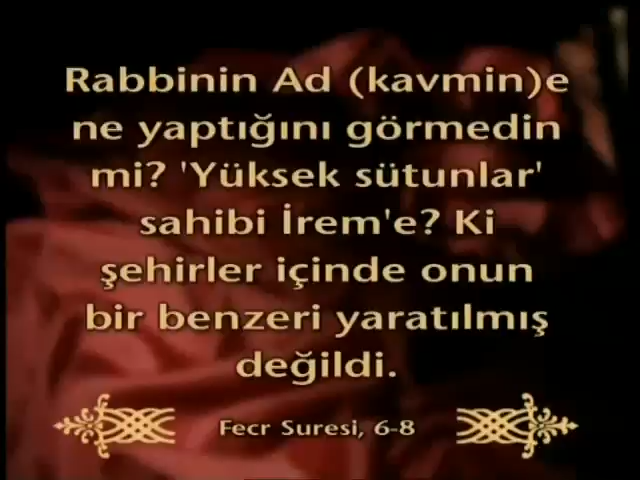 Rabbinin Ad (kavmin)e
ne yaptığını görmedin
mi? 'Yüksek sütunlar'
sahibi İrem'e? Ki
şehirler içinde onun
bir benzeri yaratılmış
değildi.
Fecr Suresi, 6-8